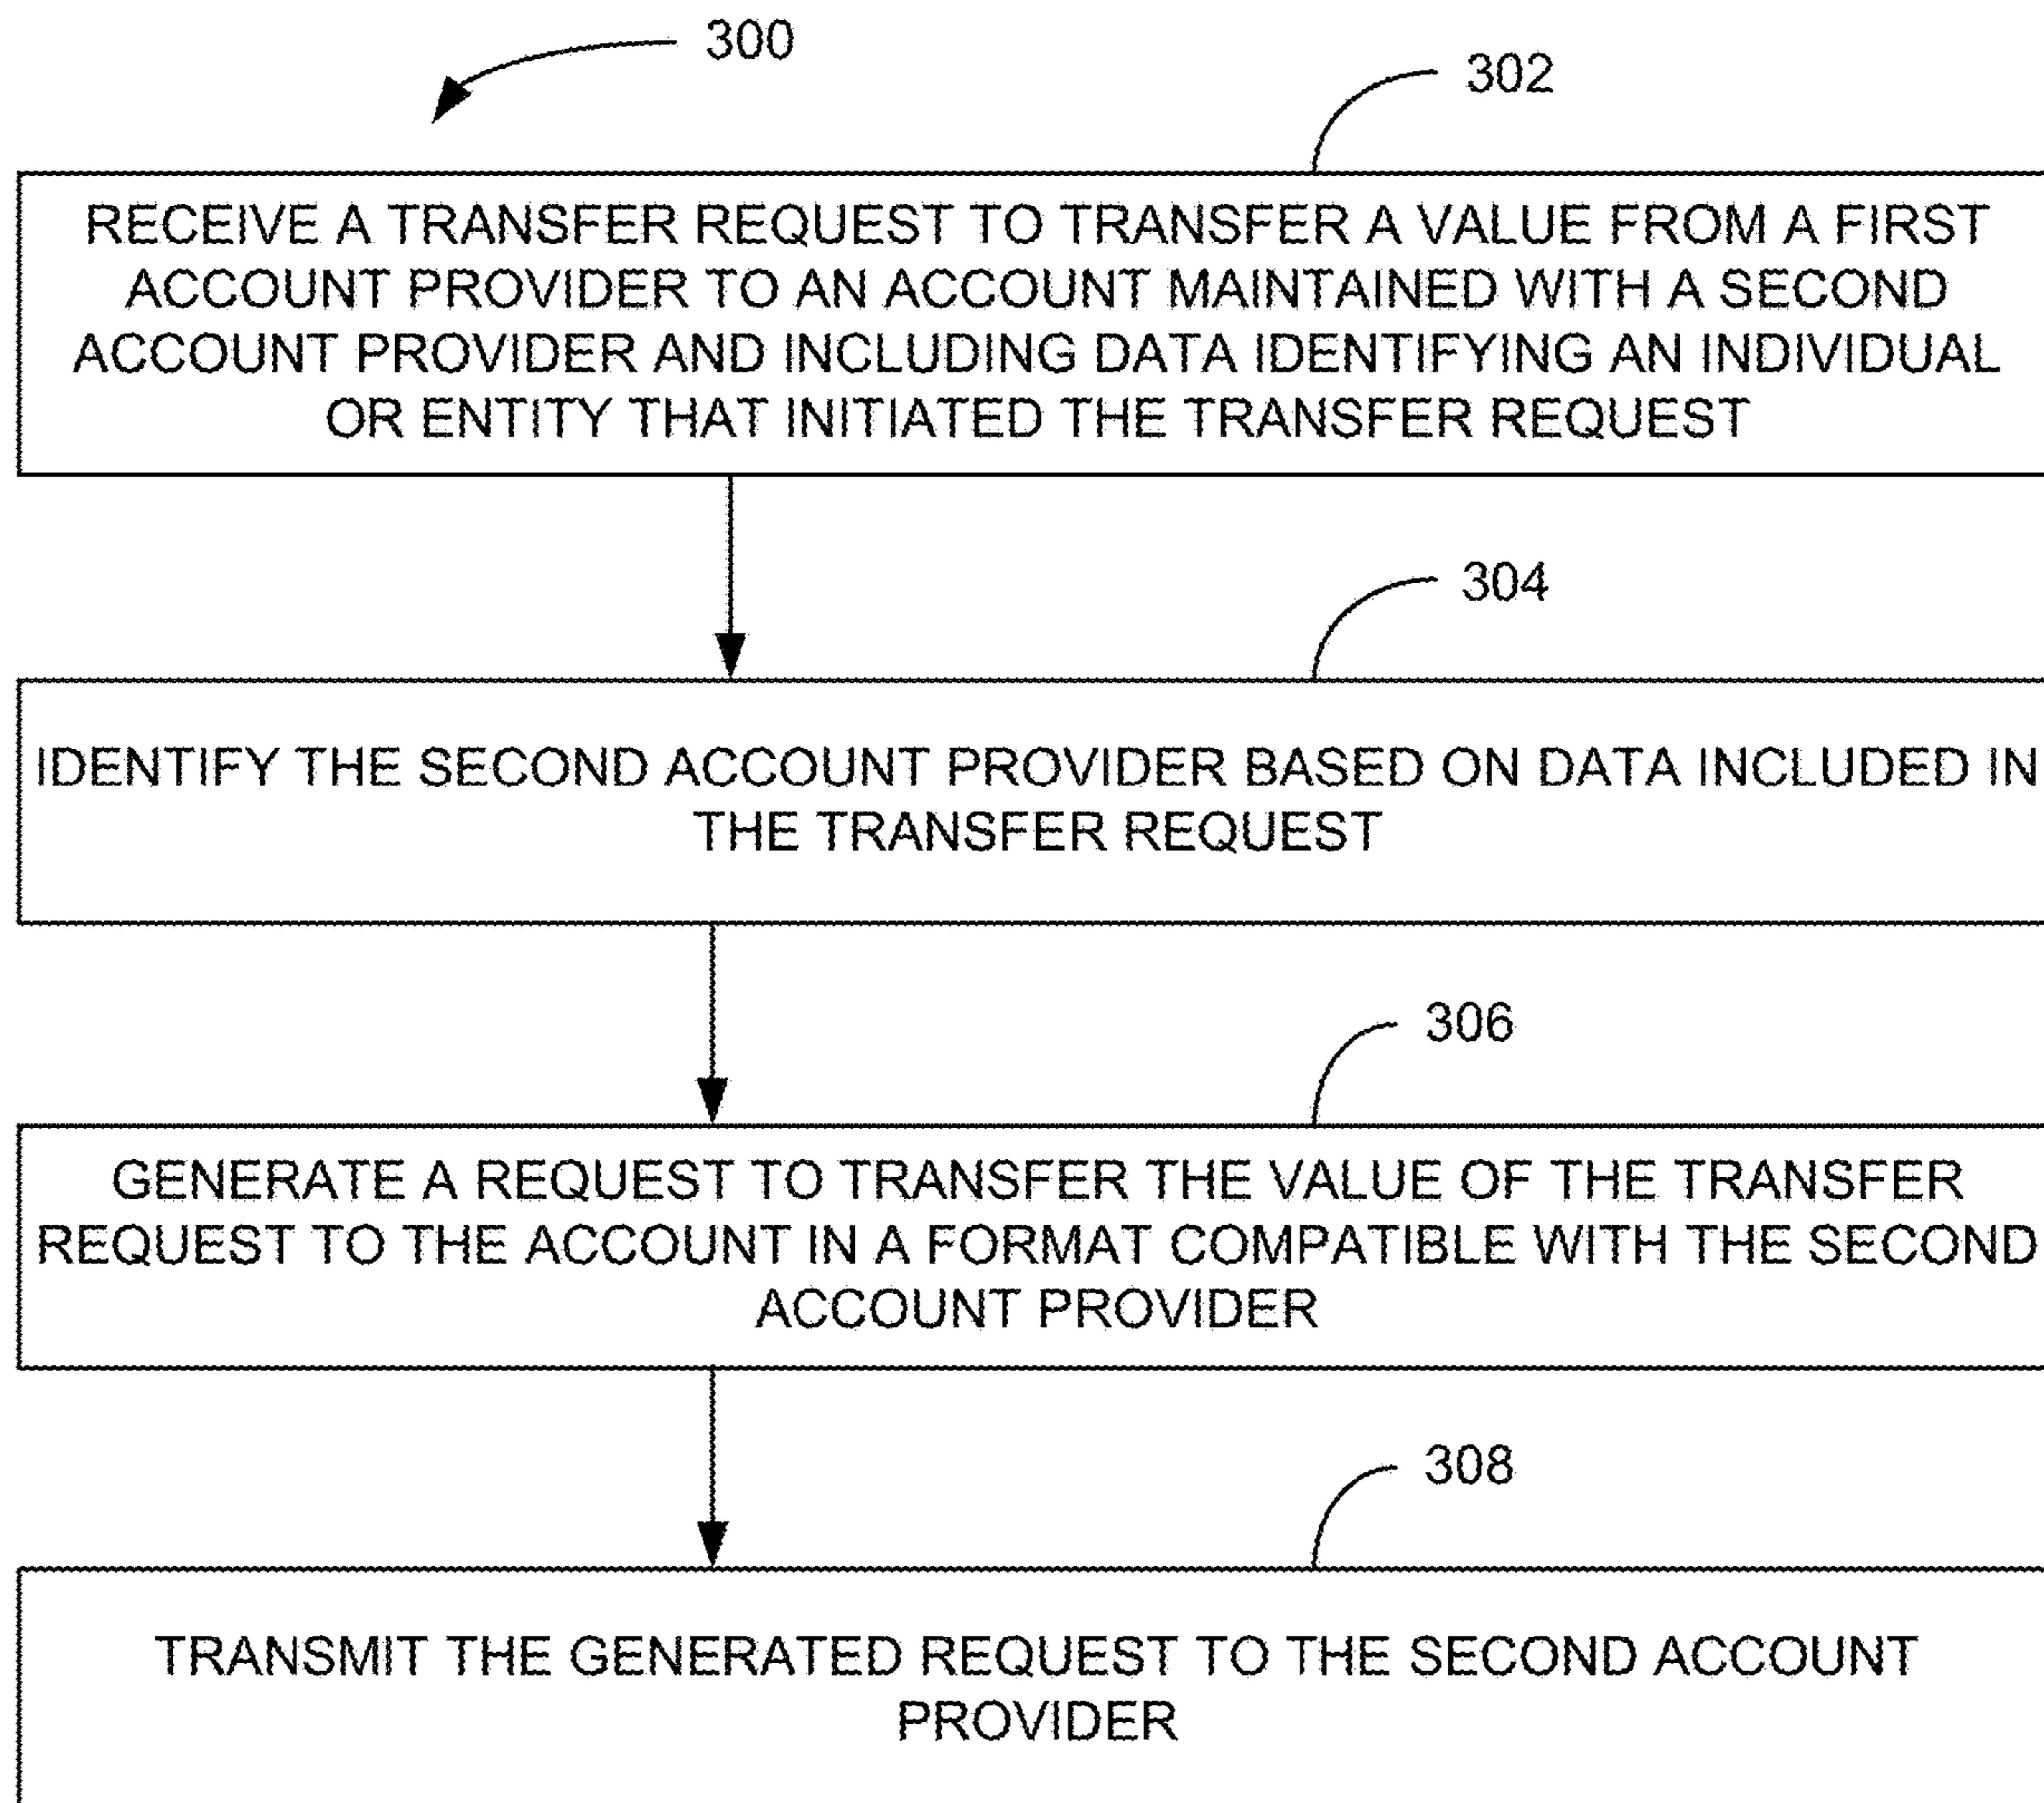 300
302
RECEIVE A TRANSFER REQUEST TO TRANSFER A VALUE FROM A FIRST
ACCOUNT PROVIDER TO AN ACCOUNT MAINTAINED WITH A SECOND
ACCOUNT PROVIDER AND INCLUDING DATA IDENTIFYING AN INDIVIDUAL
OR ENTITY THAT INITIATED THE TRANSFER REQUEST
304
IDENTIFY THE SECOND ACCOUNT PROVIDER BASED ON DATA INCLUDED IN
THE TRANSFER REQUEST
306
GENERATE A REQUEST TO TRANSFER THE VALUE OF THE TRANSFER
REQUEST TO THE ACCOUNT IN A FORMAT COMPATIBLE WITH THE SECOND
ACCOUNT PROVIDER
308
TRANSMIT THE GENERATED REQUEST TO THE SECOND ACCOUNT
PROVIDER